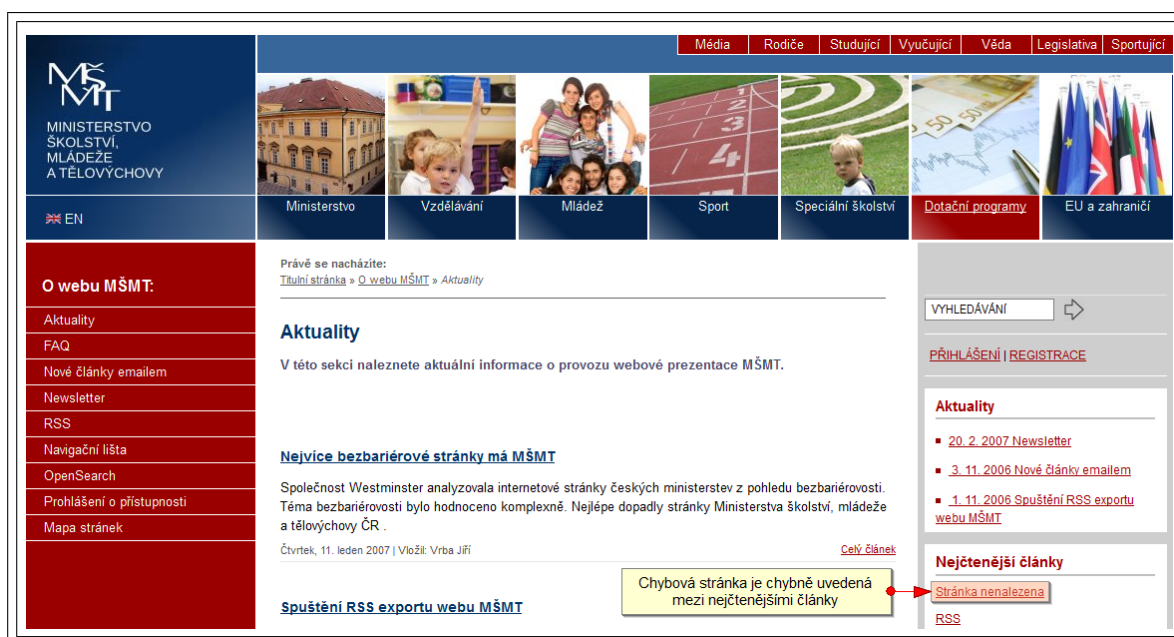 Média
Rodiče
Studující
Vyučující
Věda
Legislativa
Sportující
MŠMT
MINISTERSTVO
ŠKOLSTVÍ,
MLÁDEŽE
A TĚLOVÝCHOVY
EN
Ministerstvo
Vzdělávání
Mládež
Sport
Speciální školství
Dotační programy
EU a zahraničí
O webu MŠMT:
Aktuality
FAQ
Nové články emailem
Newsletter
RSS
Navigační lišta
OpenSearch
Prohlášení o přístupnosti
Mapa stránek
Právě se nacházíte:
Titulní stránka » O webu MŠMT » Aktuality
Aktuality
V této sekci naleznete aktuální informace o provozu webové prezentace MŠMT.
Nejvíce bezbariérové stránky má MŠMT
Společnost Westminster analyzovala internetové stránky českých ministerstev z pohledu bezbariérovosti.
Téma bezbariérovosti bylo hodnoceno komplexně. Nejlépe dopadly stránky Ministerstva školství, mládeže
a tělovýchovy ČR .
Čtvrtek, 11. leden 2007 | Vložil: Vrba Jiří
Celý článek
Spuštění RSS exportu webu MŠMT
Chybová stránka je chybně uvedená
mezi nejčtenějšími články
VYHLEDÁVÁNÍ
PŘIHLÁŠENÍ | REGISTRACE
Aktuality
20. 2. 2007 Newsletter
3. 11. 2006 Nové články emailem
1. 11. 2006 Spuštění RSS exportu
webu MŠMT
Nejčtenější články
Stránka nenalezena
RSS